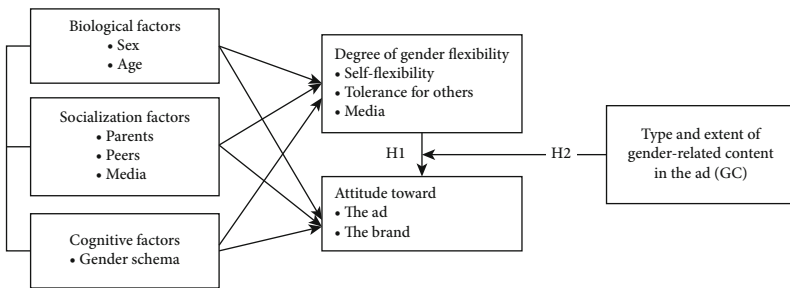 Biological factors
• Sex
• Age
Socialization factors
• Parents
• Peers
• Media
Cognitive factors
• Gender schema
Degree of gender flexibility
• Self-flexibility
• Tolerance for others
• Media
H1
H2
Attitude toward
• The ad
• The brand
Type and extent of
gender-related content
in the ad (GC)